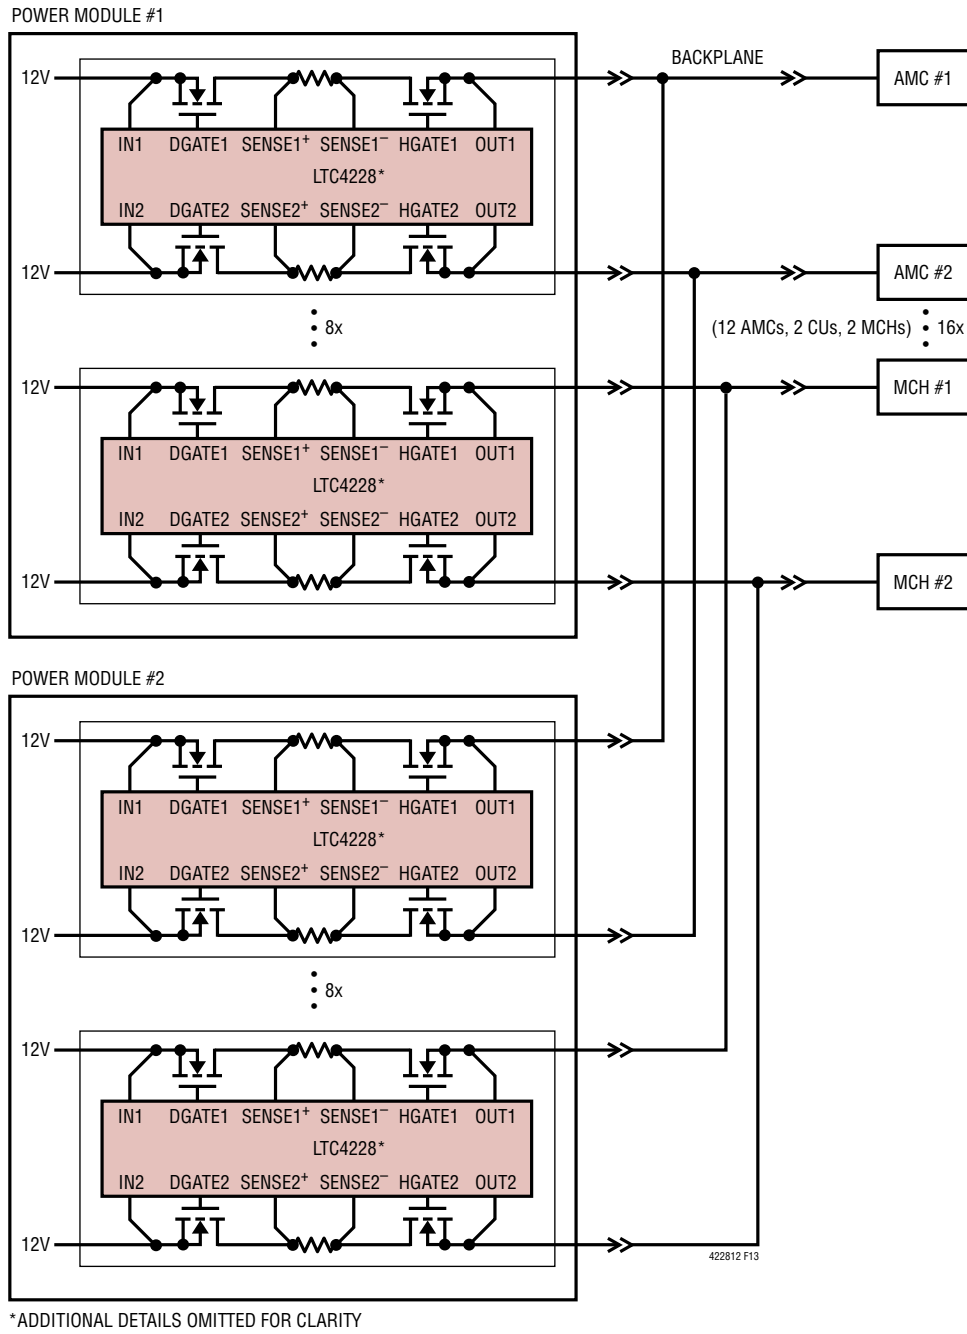 POWER MODULE #1
BACKPLANE
12V
AMC #1
IN1 DGATE1 SENSE1+ SENSE1− HGATE1 OUT1
LTC4228*
IN2 DGATE2 SENSE2+ SENSE2− HGATE2 OUT2
12V
AMC #2
8x
(12 AMCs, 2 CUs, 2 MCHs) 16x
12V
MCH #1
IN1 DGATE1 SENSE1+ SENSE1− HGATE1 OUT1
LTC4228*
IN2 DGATE2 SENSE2+ SENSE2− HGATE2 OUT2
12V
MCH #2
POWER MODULE #2
12V
IN1 DGATE1 SENSE1+ SENSE1− HGATE1 OUT1
LTC4228*
IN2 DGATE2 SENSE2+ SENSE2− HGATE2 OUT2
12V
8x
12V
IN1 DGATE1 SENSE1+ SENSE1− HGATE1 OUT1
LTC4228*
IN2 DGATE2 SENSE2+ SENSE2− HGATE2 OUT2
12V
422812 F13
*ADDITIONAL DETAILS OMITTED FOR CLARITY